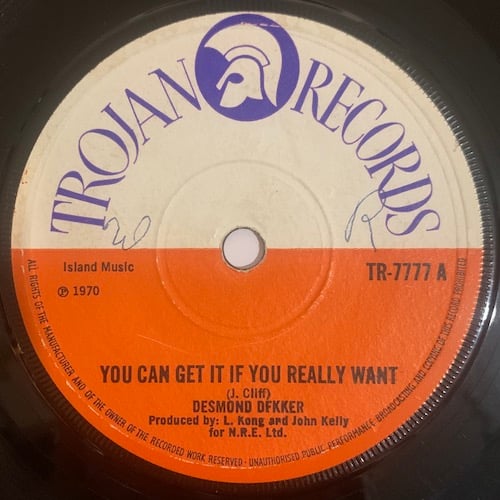 TROJAN RECORDS
Island Music
TR-7777 A
℗ 1970
YOU CAN GET IT IF YOU REALLY WANT
(J. Cliff)
DESMOND DEKKER
Produced by: L. Kong and John Kelly
for N.R.E. Ltd.
ALL RIGHTS OF THE MANUFACTURER AND OF THE OWNER OF THE RECORDED WORK RESERVED - UNAUTHORISED PUBLIC PERFORMANCE BROADCASTING AND COPYING OF THIS RECORD PROHIBITED